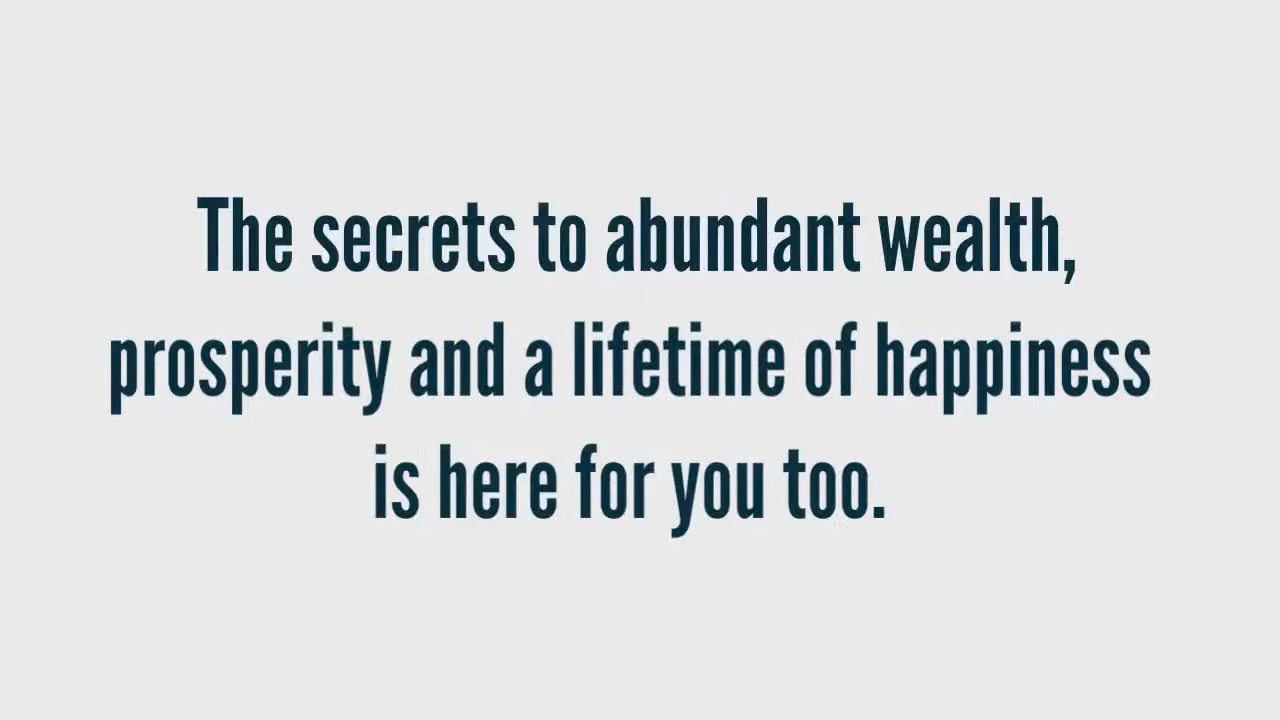 The secrets to abundant wealth,
prosperity and a lifetime of happiness
is here for you too.